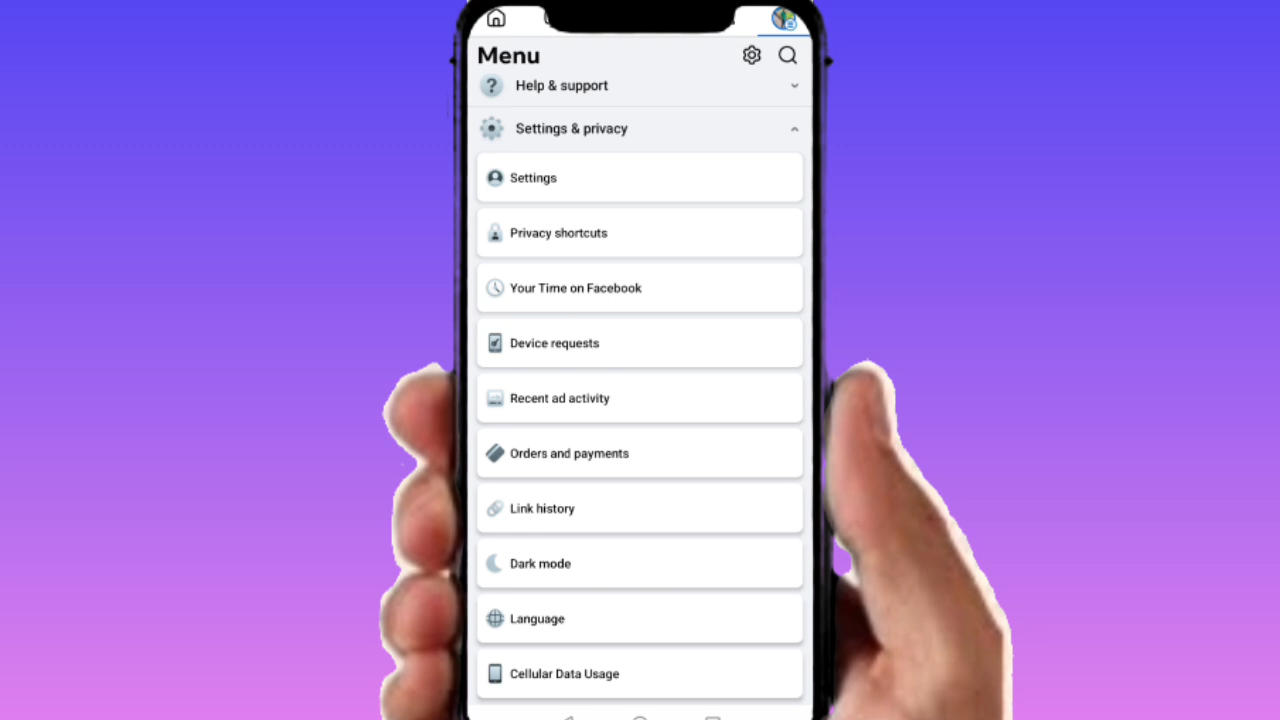 Menu
Help & support
Settings & privacy
Settings
Privacy shortcuts
Your Time on Facebook
Device requests
Recent ad activity
Orders and payments
Link history
Dark mode
Language
Cellular Data Usage